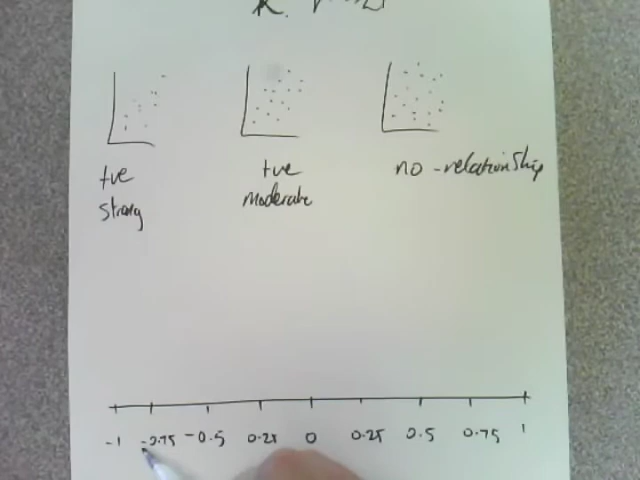 +ve
strong
+ve
moderate
no - relationship
-1 -0.75 -0.5 0.25 0 0.25 0.5 0.75 1